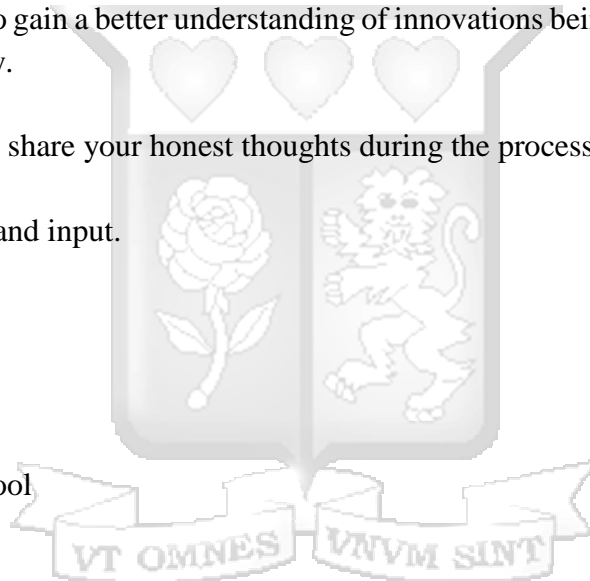 o gain a better understanding of innovations bei
.
share your honest thoughts during the process
and input.
ool
VT OMNES VNVM SINT